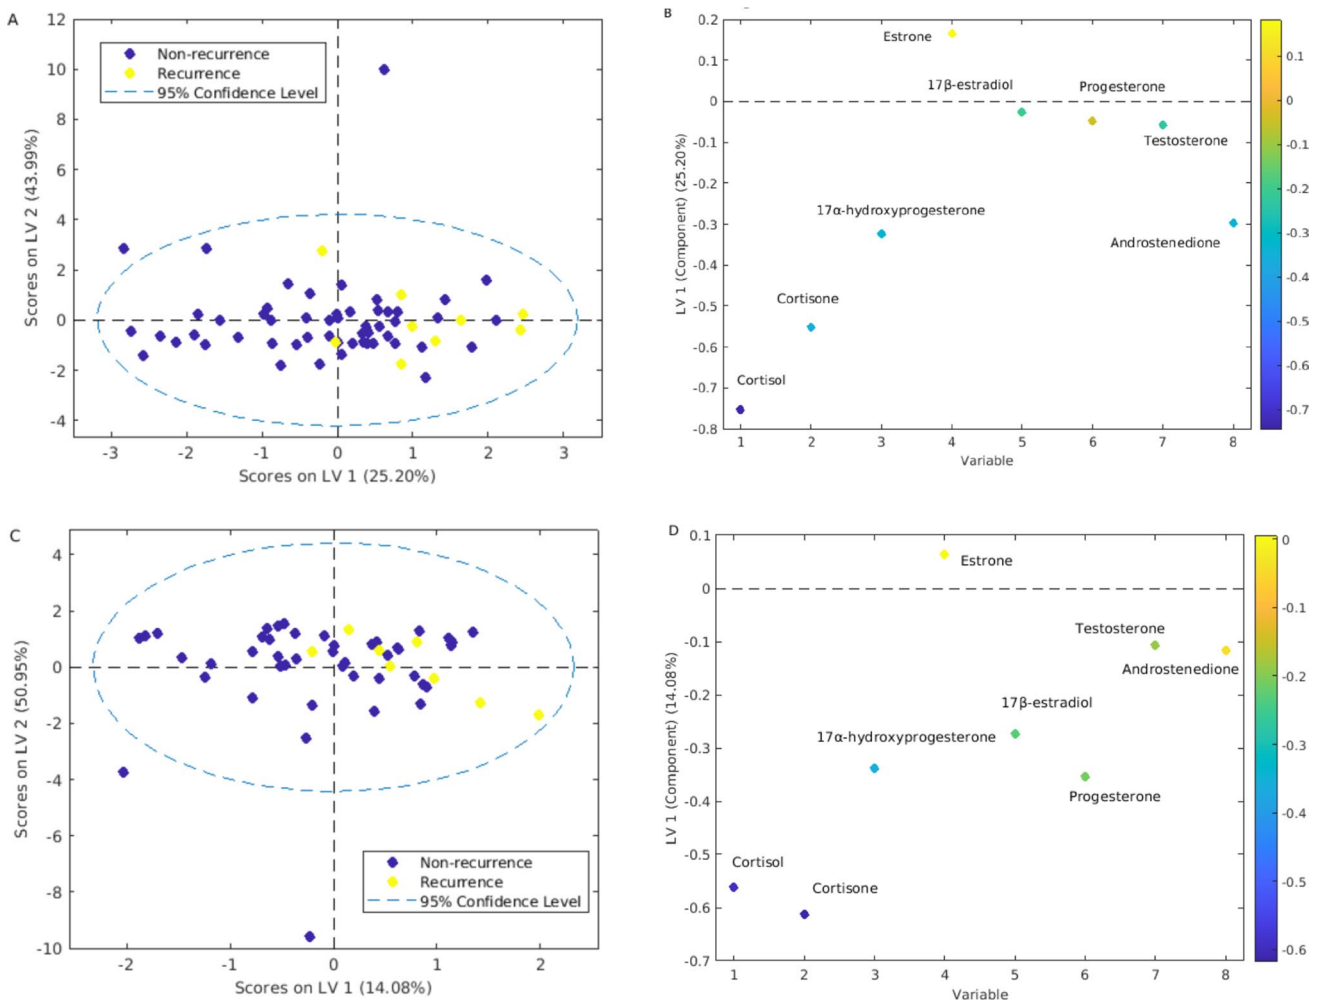 A
12
10
8
6
4
2
0
-2
-4
Scores on LV 2 (43.99%)
Non-recurrence
Recurrence
95% Confidence Level
-3 -2 -1 0 1 2 3
Scores on LV 1 (25.20%)
B
0.2
0.1
0
-0.1
-0.2
-0.3
-0.4
-0.5
-0.6
-0.7
-0.8
LV 1 (Component) (25.20%)
Estrone
17β-estradiol
Progesterone
Testosterone
17α-hydroxyprogesterone
Androstenedione
Cortisone
Cortisol
1 2 3 4 5 6 7 8
Variable
0.1
0
-0.1
-0.2
-0.3
-0.4
-0.5
-0.6
-0.7
C
4
2
0
-2
-4
-6
-8
-10
Scores on LV 2 (50.95%)
Non-recurrence
Recurrence
95% Confidence Level
-2 -1 0 1 2
Scores on LV 1 (14.08%)
D
0.1
0
-0.1
-0.2
-0.3
-0.4
-0.5
-0.6
-0.7
LV 1 (Component) (14.08%)
Estrone
Testosterone
Androstenedione
17β-estradiol
17α-hydroxyprogesterone
Progesterone
Cortisol
Cortisone
1 2 3 4 5 6 7 8
Variable
0
-0.1
-0.2
-0.3
-0.4
-0.5
-0.6